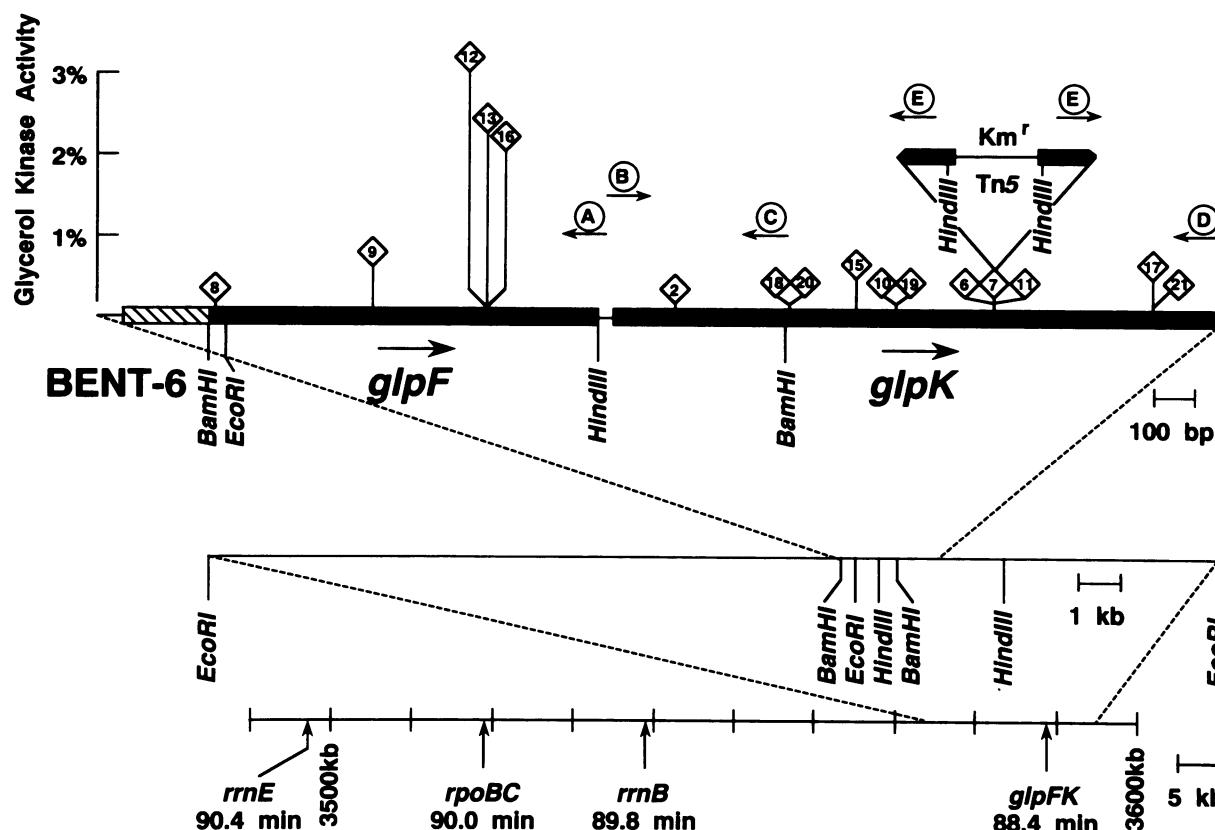 Glycerol Kinase Activity
3%
2%
1%
12
13
16
9
8
2
18
20
15
10
19
6
7
11
17
21
A
B
C
D
E
E
Km r
Tn5
HindIII
HindIII
BENT-6
glpF
glpK
BamHI
EcoRI
HindIII
BamHI
100 bp
EcoRI
BamHI
EcoRI
HindIII
BamHI
HindIII
1 kb
rrnE
90.4 min
3500kb
rpoBC
90.0 min
rrnB
89.8 min
glpFK
88.4 min
3600kb
5 k